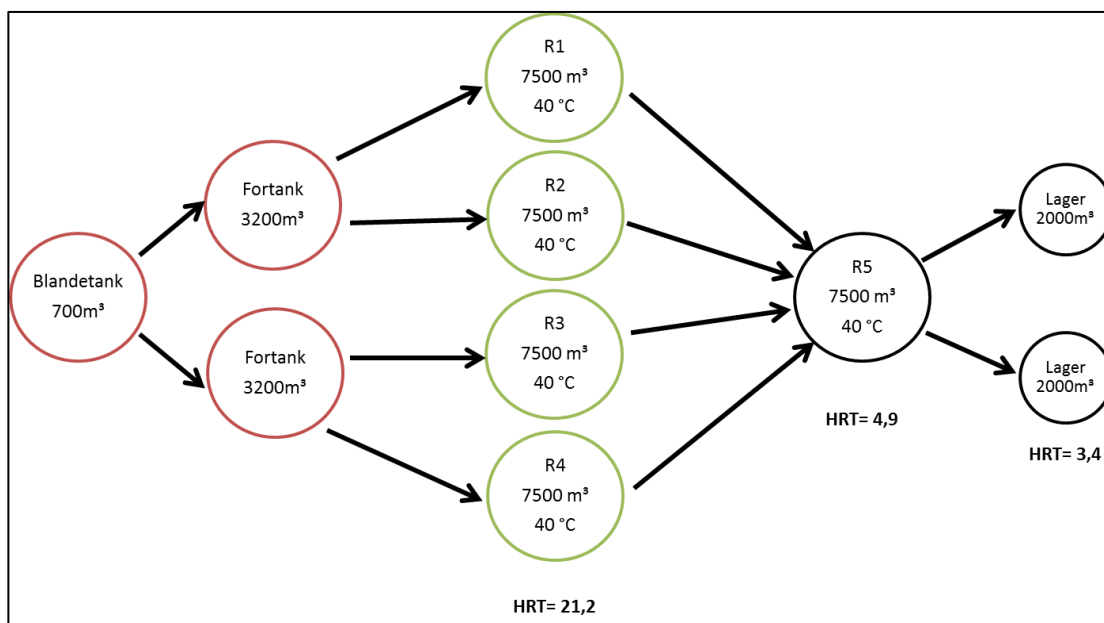 Blandetank
700m³
Fortank
3200m³
Fortank
3200m³
R1
7500 m³
40 °C
R2
7500 m³
40 °C
R3
7500 m³
40 °C
R4
7500 m³
40 °C
HRT= 21,2
R5
7500 m³
40 °C
HRT= 4,9
Lager
2000m³
Lager
2000m³
HRT= 3,4